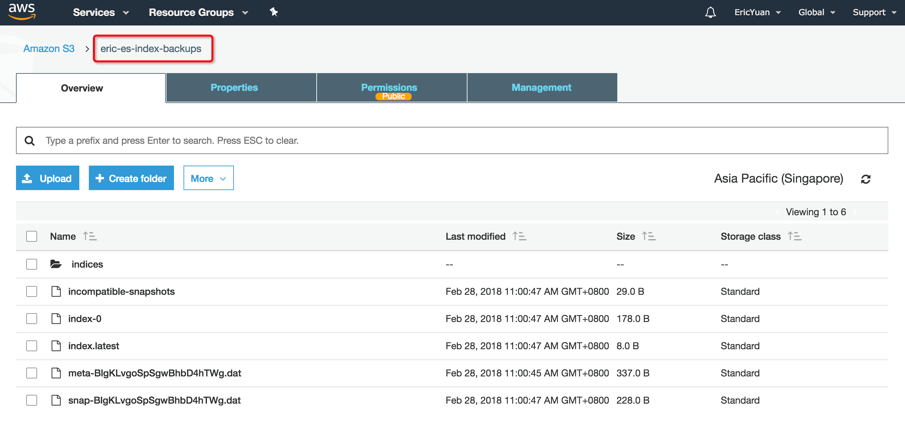 aws Services Resource Groups EricYuan Global Support
Amazon S3 > eric-es-index-backups
Overview Properties Permissions Management
Public
Type a prefix and press Enter to search. Press ESC to clear.
Upload + Create folder More Asia Pacific (Singapore)
Viewing 1 to 6
Name Last modified Size Storage class
indices -- -- --
incompatible-snapshots Feb 28, 2018 11:00:47 AM GMT+0800 29.0 B Standard
index-0 Feb 28, 2018 11:00:47 AM GMT+0800 178.0 B Standard
index.latest Feb 28, 2018 11:00:47 AM GMT+0800 8.0 B Standard
meta-BlgKLvgoSpSgwBhbD4hTWg.dat Feb 28, 2018 11:00:45 AM GMT+0800 337.0 B Standard
snap-BlgKLvgoSpSgwBhbD4hTWg.dat Feb 28, 2018 11:00:47 AM GMT+0800 228.0 B Standard